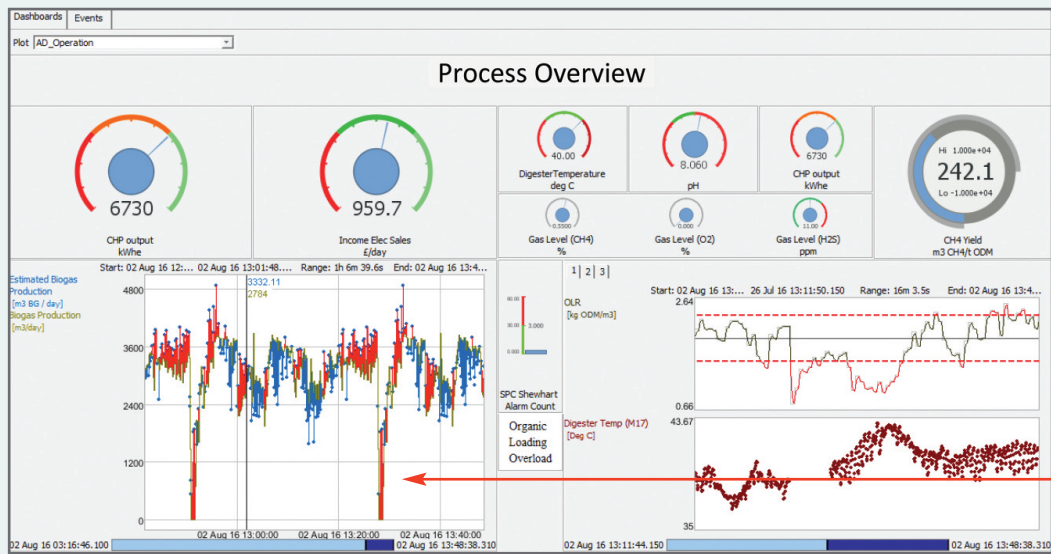 Dashboards Events
Plot AD_Operation
Process Overview
6730
CHP output
kWhe
959.7
Income Elec Sales
£/day
40.00
DigesterTemperature
deg C
8.060
pH
6730
CHP output
kWhe
0.5500
Gas Level (CH4)
%
0.000
Gas Level (O2)
%
11.00
Gas Level (H2S)
ppm
Hi 1.000e+04
242.1
Lo -1.000e+04
CH4 Yield
m3 CH4/t ODM
Start: 02 Aug 16 12:... 02 Aug 16 13:01:48.... Range: 1h 6m 39.6s End: 02 Aug 16 13:4...
Estimated Biogas
Production
[m3 BG / day]
Biogas Production
[m3/day]
3332.11
2784
4800
3600
2400
1200
0
02 Aug 16 13:00:00
02 Aug 16 13:20:00
02 Aug 16 13:40:00
02 Aug 16 03:16:46.100
02 Aug 16 13:48:38.310
60.00
30.00
3.000
0.000
SPC Shewhart
Alarm Count
Organic
Loading
Overload
1 2 3
Start: 02 Aug 16 13:... 26 Jul 16 13:11:50.150 Range: 16m 3.5s End: 02 Aug 16 13:4...
OLR
[kg ODM/m3]
2.64
0.66
Digester Temp (M17)
[Deg C]
43.67
35
02 Aug 16 13:11:44.150
02 Aug 16 13:48:38.310